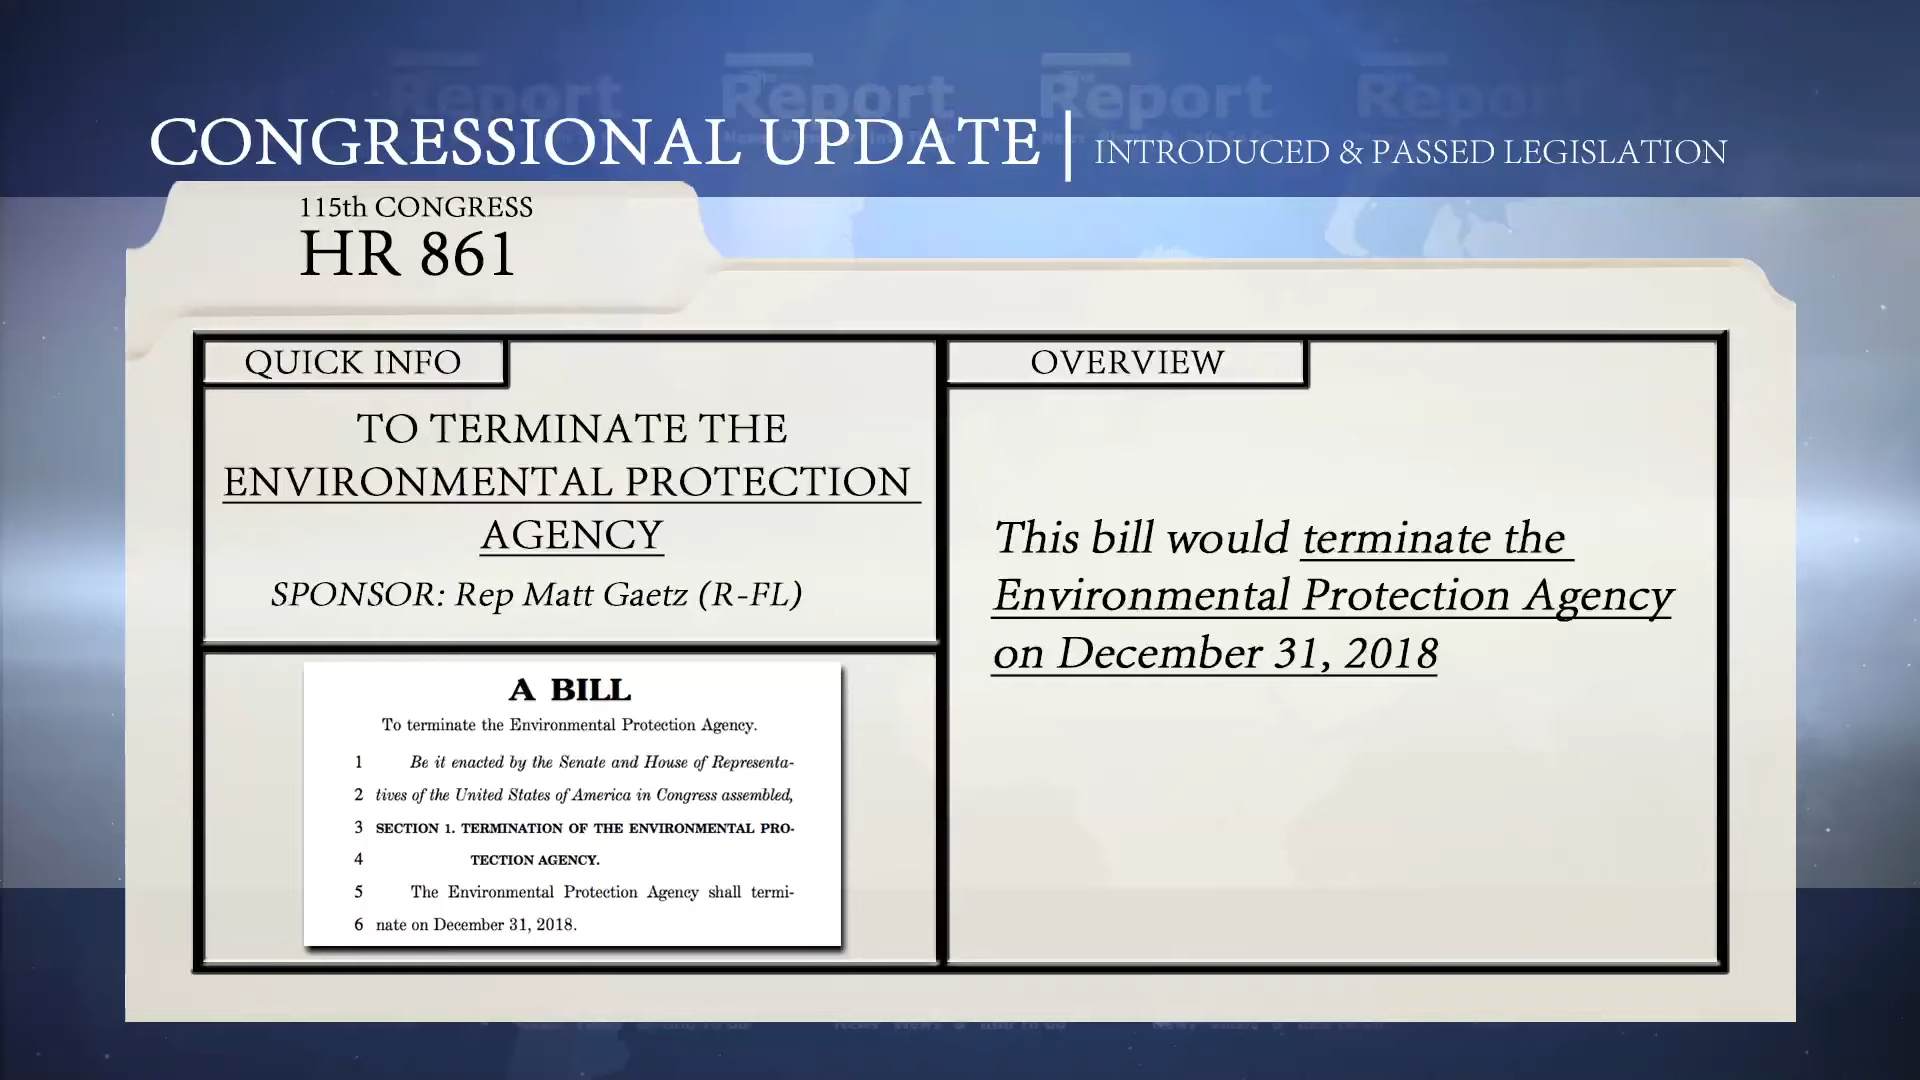 Report Report Report Report
CONGRESSIONAL UPDATE | INTRODUCED & PASSED LEGISLATION
115th CONGRESS
HR 861
QUICK INFO
TO TERMINATE THE
ENVIRONMENTAL PROTECTION
AGENCY
SPONSOR: Rep Matt Gaetz (R-FL)
A BILL
To terminate the Environmental Protection Agency.
1 Be it enacted by the Senate and House of Representa-
2 tives of the United States of America in Congress assembled,
3 SECTION 1. TERMINATION OF THE ENVIRONMENTAL PRO-
4 TECTION AGENCY.
5 The Environmental Protection Agency shall termi-
6 nate on December 31, 2018.
OVERVIEW
This bill would terminate the
Environmental Protection Agency
on December 31, 2018